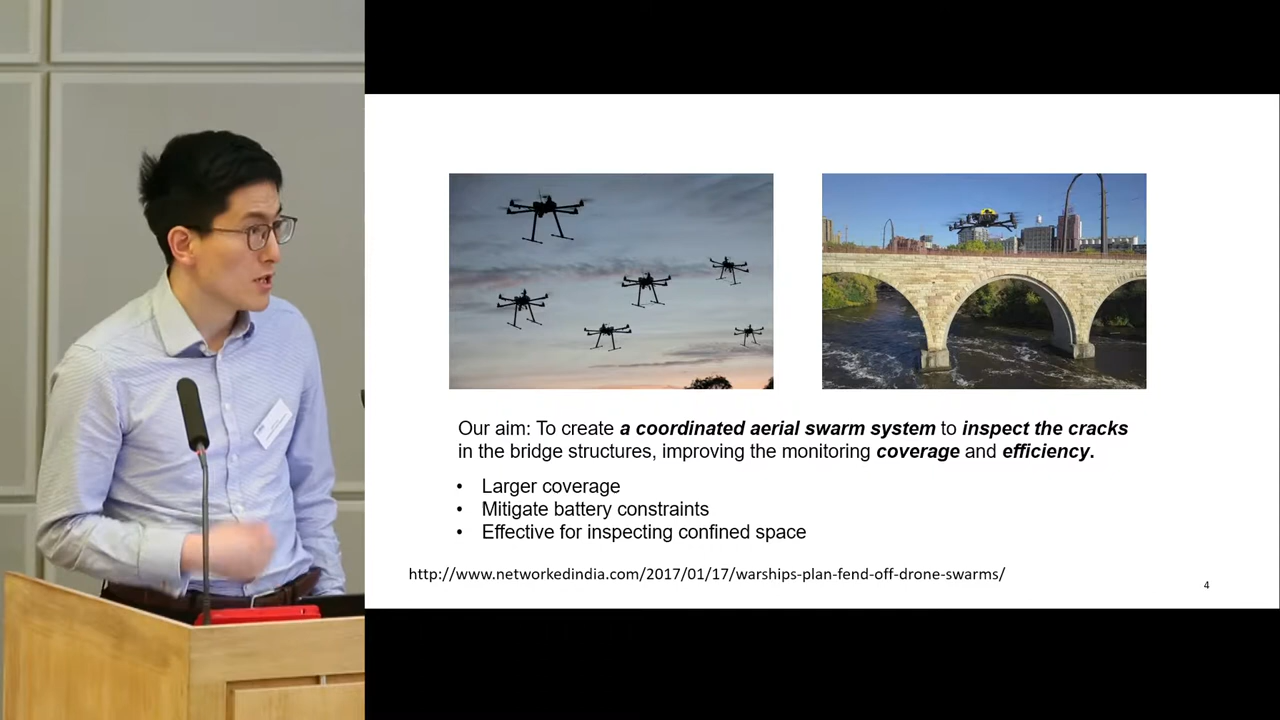 Our aim: To create a coordinated aerial swarm system to inspect the cracks
in the bridge structures, improving the monitoring coverage and efficiency.
• Larger coverage
• Mitigate battery constraints
• Effective for inspecting confined space
http://www.networkedindia.com/2017/01/17/warships-plan-fend-off-drone-swarms/
4